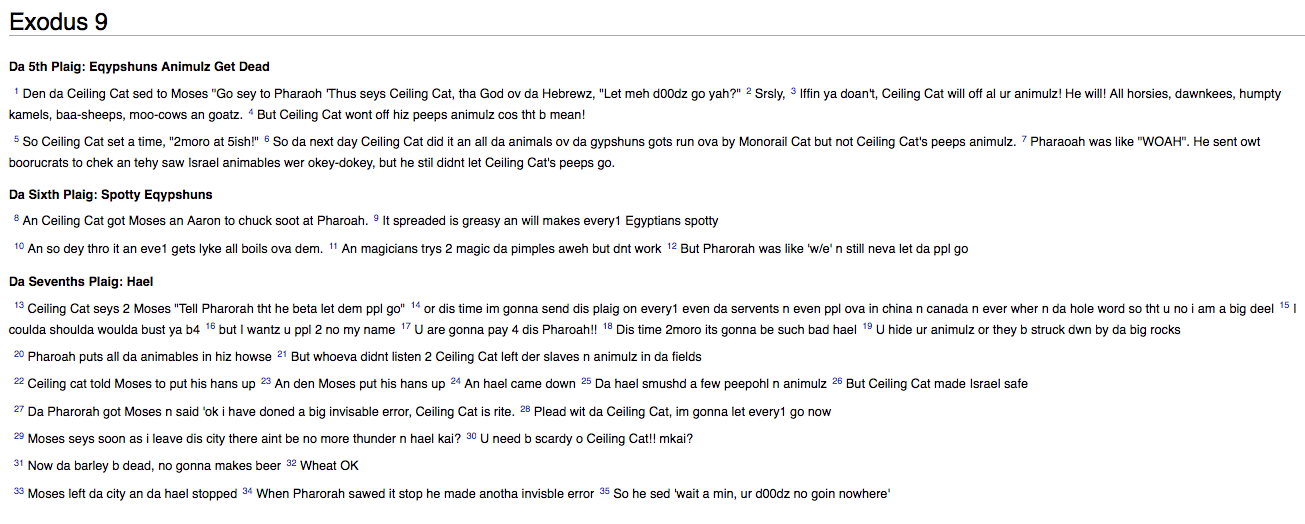 Exodus 9
Da 5th Plaig: Eqypshuns Animulz Get Dead
1 Den da Ceiling Cat sed to Moses "Go sey to Pharaoh 'Thus seys Ceiling Cat, tha God ov da Hebrewz, "Let meh d00dz go yah?" 2 Srsly, 3 Iffin ya doan't, Ceiling Cat will off al ur animulz! He will! All horsies, dawnkees, humpty
kamels, baa-sheeps, moo-cows an goatz. 4 But Ceiling Cat wont off hiz peeps animulz cos tht b mean!
5 So Ceiling Cat set a time, "2moro at 5ish!" 6 So da next day Ceiling Cat did it an all da animals ov da gypshuns gots run ova by Monorail Cat but not Ceiling Cat's peeps animulz. 7 Pharaoah was like "WOAH". He sent owt
boorucrats to chek an tehy saw Israel animables wer okey-dokey, but he stil didnt let Ceiling Cat's peeps go.
Da Sixth Plaig: Spotty Eqypshuns
8 An Ceiling Cat got Moses an Aaron to chuck soot at Pharoah. 9 It spreaded is greasy an will makes every1 Egyptians spotty
10 An so dey thro it an eve1 gets lyke all boils ova dem. 11 An magicians trys 2 magic da pimples aweh but dnt work 12 But Pharorah was like 'w/e' n still neva let da ppl go
Da Sevenths Plaig: Hael
13 Ceiling Cat seys 2 Moses "Tell Pharorah tht he beta let dem ppl go" 14 or dis time im gonna send dis plaig on every1 even da servents n even ppl ova in china n canada n ever wher n da hole word so tht u no i am a big deel 15 I
coulda shoulda woulda bust ya b4 16 but I wantz u ppl 2 no my name 17 U are gonna pay 4 dis Pharoah!! 18 Dis time 2moro its gonna be such bad hael 19 U hide ur animulz or they b struck dwn by da big rocks
20 Pharoah puts all da animables in hiz howse 21 But whoeva didnt listen 2 Ceiling Cat left der slaves n animulz in da fields
22 Ceiling cat told Moses to put his hans up 23 An den Moses put his hans up 24 An hael came down 25 Da hael smushd a few peepohl n animulz 26 But Ceiling Cat made Israel safe
27 Da Pharorah got Moses n said 'ok i have doned a big invisable error, Ceiling Cat is rite. 28 Plead wit da Ceiling Cat, im gonna let every1 go now
29 Moses seys soon as i leave dis city there aint be no more thunder n hael kai? 30 U need b scardy o Ceiling Cat!! mkai?
31 Now da barley b dead, no gonna makes beer 32 Wheat OK
33 Moses left da city an da hael stopped 34 When Pharorah sawed it stop he made anotha invisble error 35 So he sed 'wait a min, ur d00dz no goin nowhere'